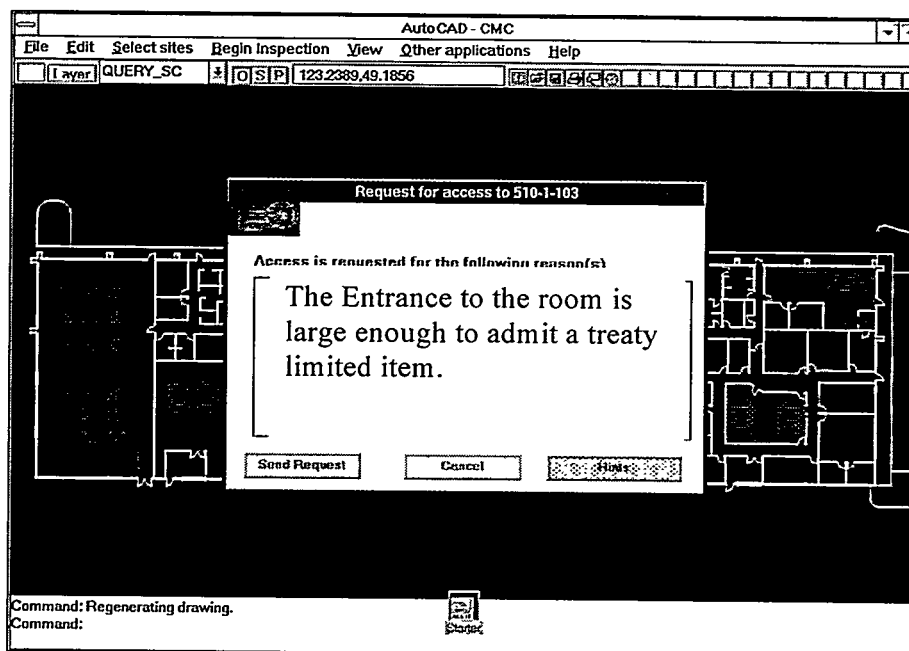 AutoCAD - CMC
File Edit Select sites Begin Inspection View Other applications Help
Layer QUERY_SC O S P 123.2389,49.1856
Request for access to 510-1-103
Access is requested for the following reason(s)
The Entrance to the room is
large enough to admit a treaty
limited item.
Send Request Cancel Hints
Command: Regenerating drawing.
Command: